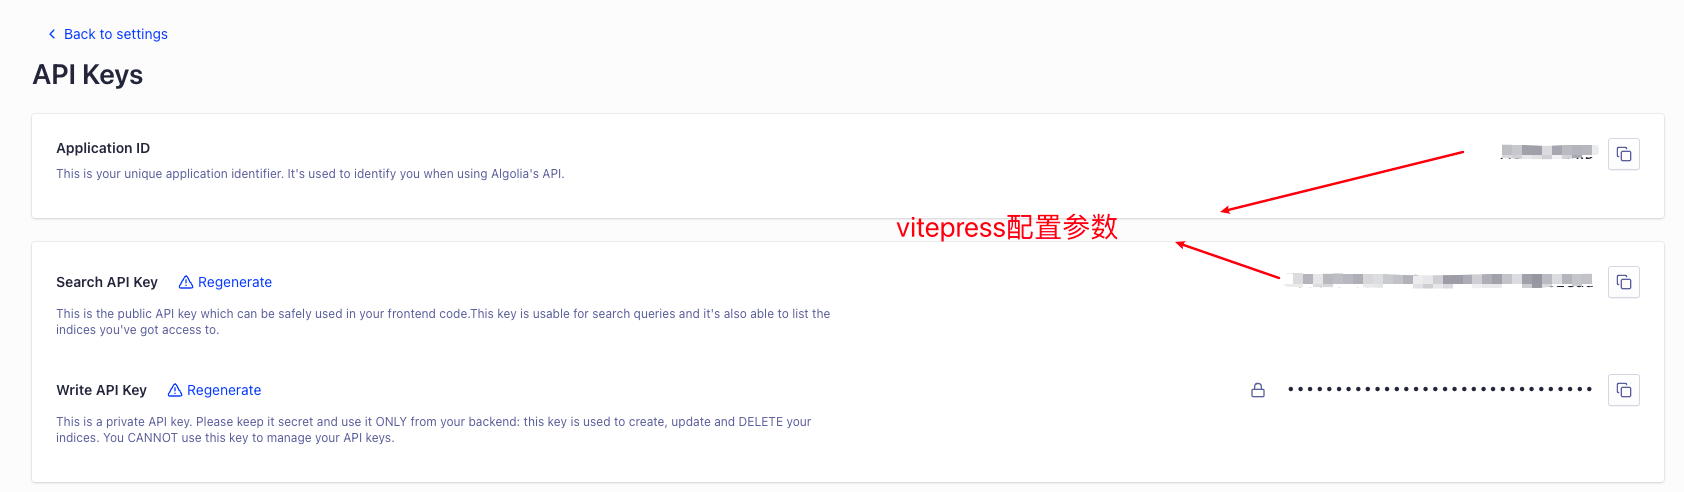 Back to settings
API Keys
Application ID
This is your unique application identifier. It's used to identify you when using Algolia's API.
vitepress配置参数
Search API Key Regenerate
This is the public API key which can be safely used in your frontend code.This key is usable for search queries and it's also able to list the
indices you've got access to.
Write API Key Regenerate
••••••••••••••••••••••••••••••••
This is a private API key. Please keep it secret and use it ONLY from your backend: this key is used to create, update and DELETE your
indices. You CANNOT use this key to manage your API keys.